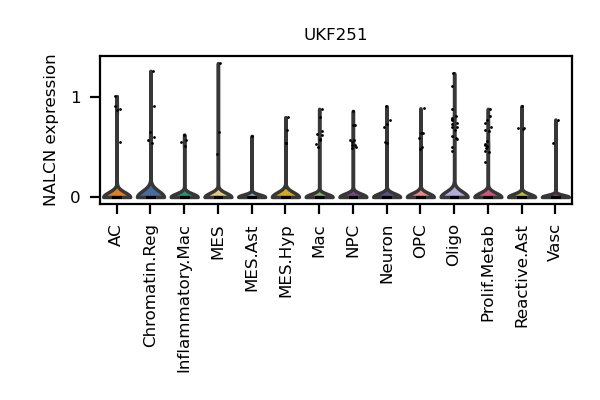 UKF251
NALCN expression
1
0
AC
Chromatin.Reg
Inflammatory.Mac
MES
MES.Ast
MES.Hyp
Mac
NPC
Neuron
OPC
Oligo
Prolif.Metab
Reactive.Ast
Vasc